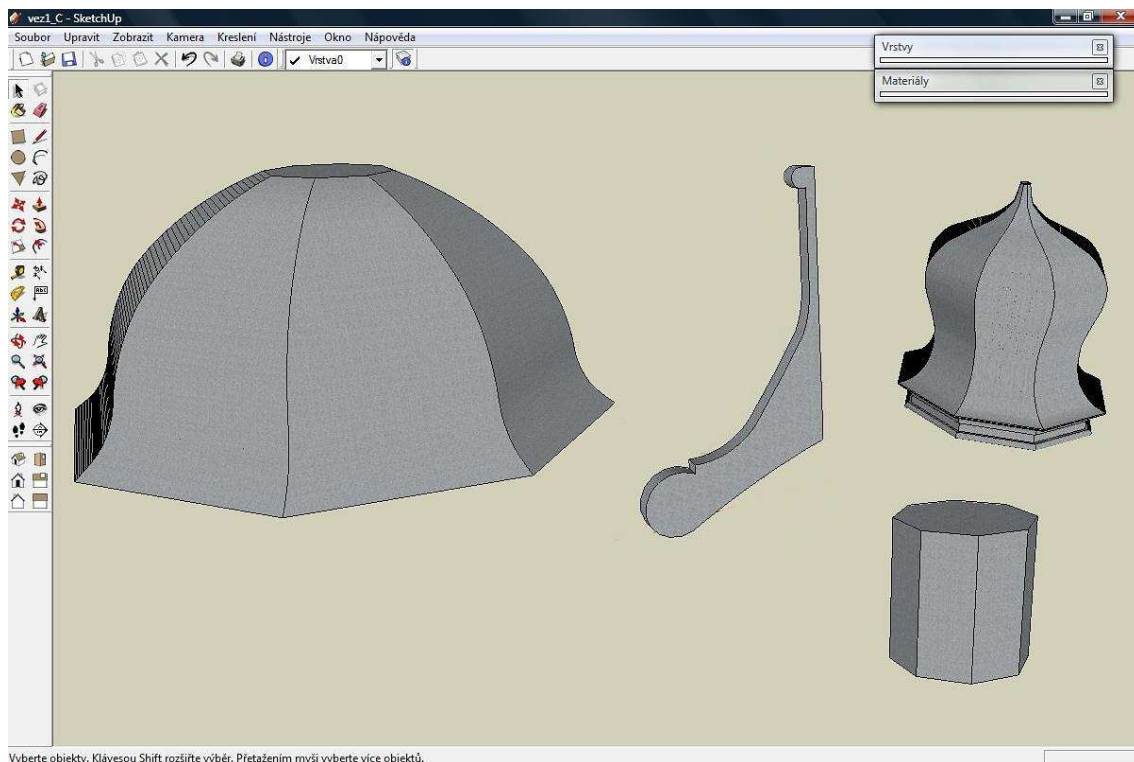 vez1_C - SketchUp
Soubor Upravit Zobrazit Kamera Kreslení Nástroje Okno Nápověda
Vrstva0
Vrstvy
Materiály
Vyberte objekty. Klávesou Shift rozšiřte výběr. Přetažením myši vyberte více objektů.